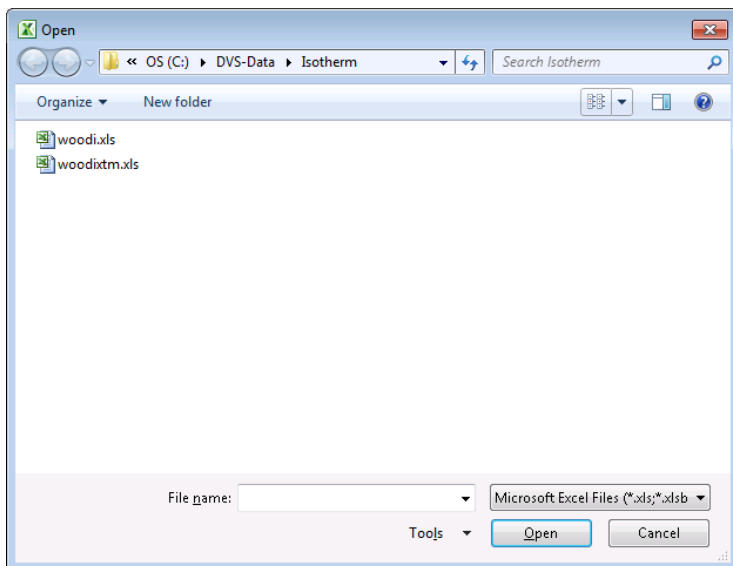 Open
« OS (C:) ▸ DVS-Data ▸ Isotherm
Search Isotherm
Organize ▾ New folder
woodi.xls
woodixtm.xls
File name:
Microsoft Excel Files (*.xls;*.xlsb
Tools ▾ Open Cancel